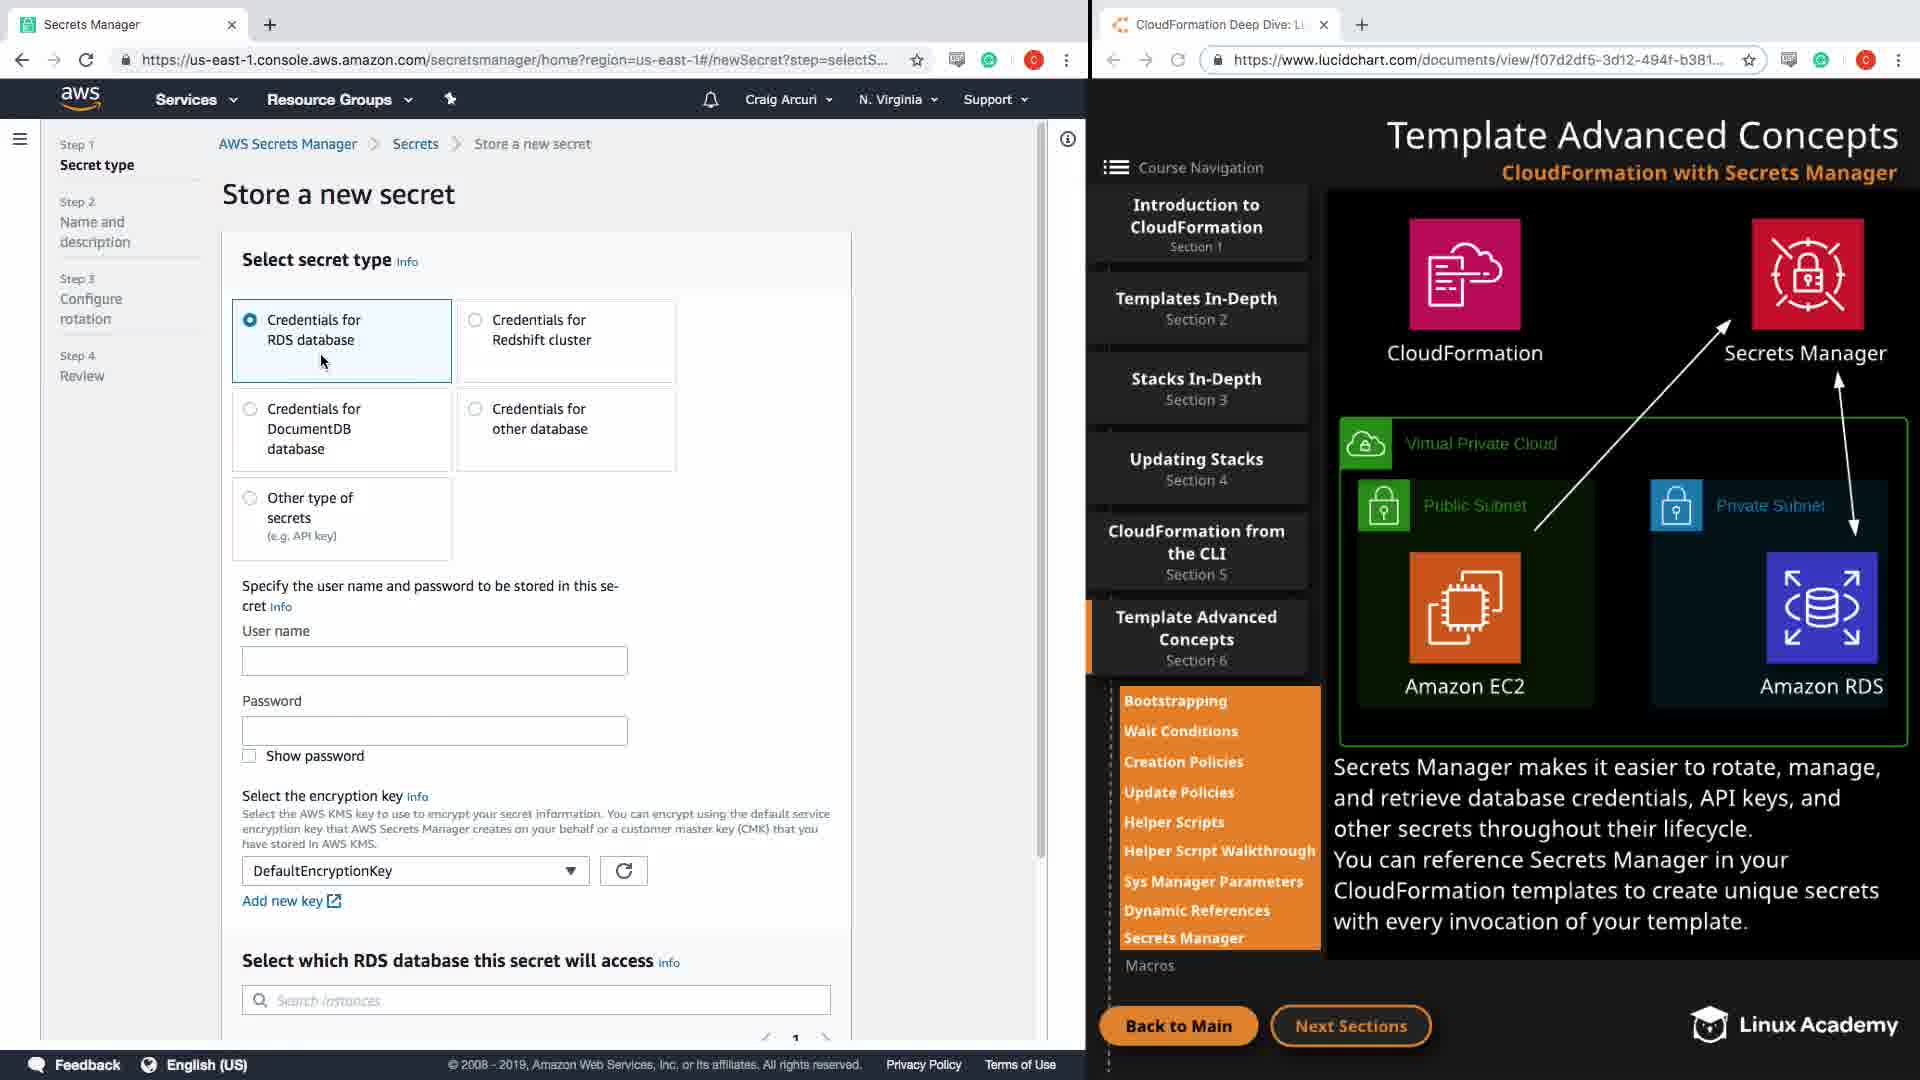 Secrets Manager
https://us-east-1.console.aws.amazon.com/secretsmanager/home?region=us-east-1#/newSecret?step=selectS...
C
aws
Services
Resource Groups
Craig Arcuri
N. Virginia
Support
Step 1
Secret type
Step 2
Name and
description
Step 3
Configure
rotation
Step 4
Review
AWS Secrets Manager
Secrets
Store a new secret
Store a new secret
Select secret type Info
Credentials for
RDS database
Credentials for
Redshift cluster
Credentials for
DocumentDB
database
Credentials for
other database
Other type of
secrets
(e.g. API key)
Specify the user name and password to be stored in this se-
cret Info
User name
Password
Show password
Select the encryption key Info
Select the AWS KMS key to use to encrypt your secret information. You can encrypt using the default service
encryption key that AWS Secrets Manager creates on your behalf or a customer master key (CMK) that you
have stored in AWS KMS.
DefaultEncryptionKey
Add new key
Select which RDS database this secret will access Info
Search instances
1
Feedback
English (US)
© 2008 - 2019, Amazon Web Services, Inc. or its affiliates. All rights reserved.
Privacy Policy
Terms of Use
CloudFormation Deep Dive: Li
https://www.lucidchart.com/documents/view/f07d2df5-3d12-494f-b381...
C
Template Advanced Concepts
CloudFormation with Secrets Manager
Course Navigation
Introduction to
CloudFormation
Section 1
Templates In-Depth
Section 2
Stacks In-Depth
Section 3
Updating Stacks
Section 4
CloudFormation from
the CLI
Section 5
Template Advanced
Concepts
Section 6
Bootstrapping
Wait Conditions
Creation Policies
Update Policies
Helper Scripts
Helper Script Walkthrough
Sys Manager Parameters
Dynamic References
Secrets Manager
Macros
CloudFormation
Secrets Manager
Virtual Private Cloud
Public Subnet
Private Subnet
Amazon EC2
Amazon RDS
Secrets Manager makes it easier to rotate, manage,
and retrieve database credentials, API keys, and
other secrets throughout their lifecycle.
You can reference Secrets Manager in your
CloudFormation templates to create unique secrets
with every invocation of your template.
Back to Main
Next Sections
Linux Academy